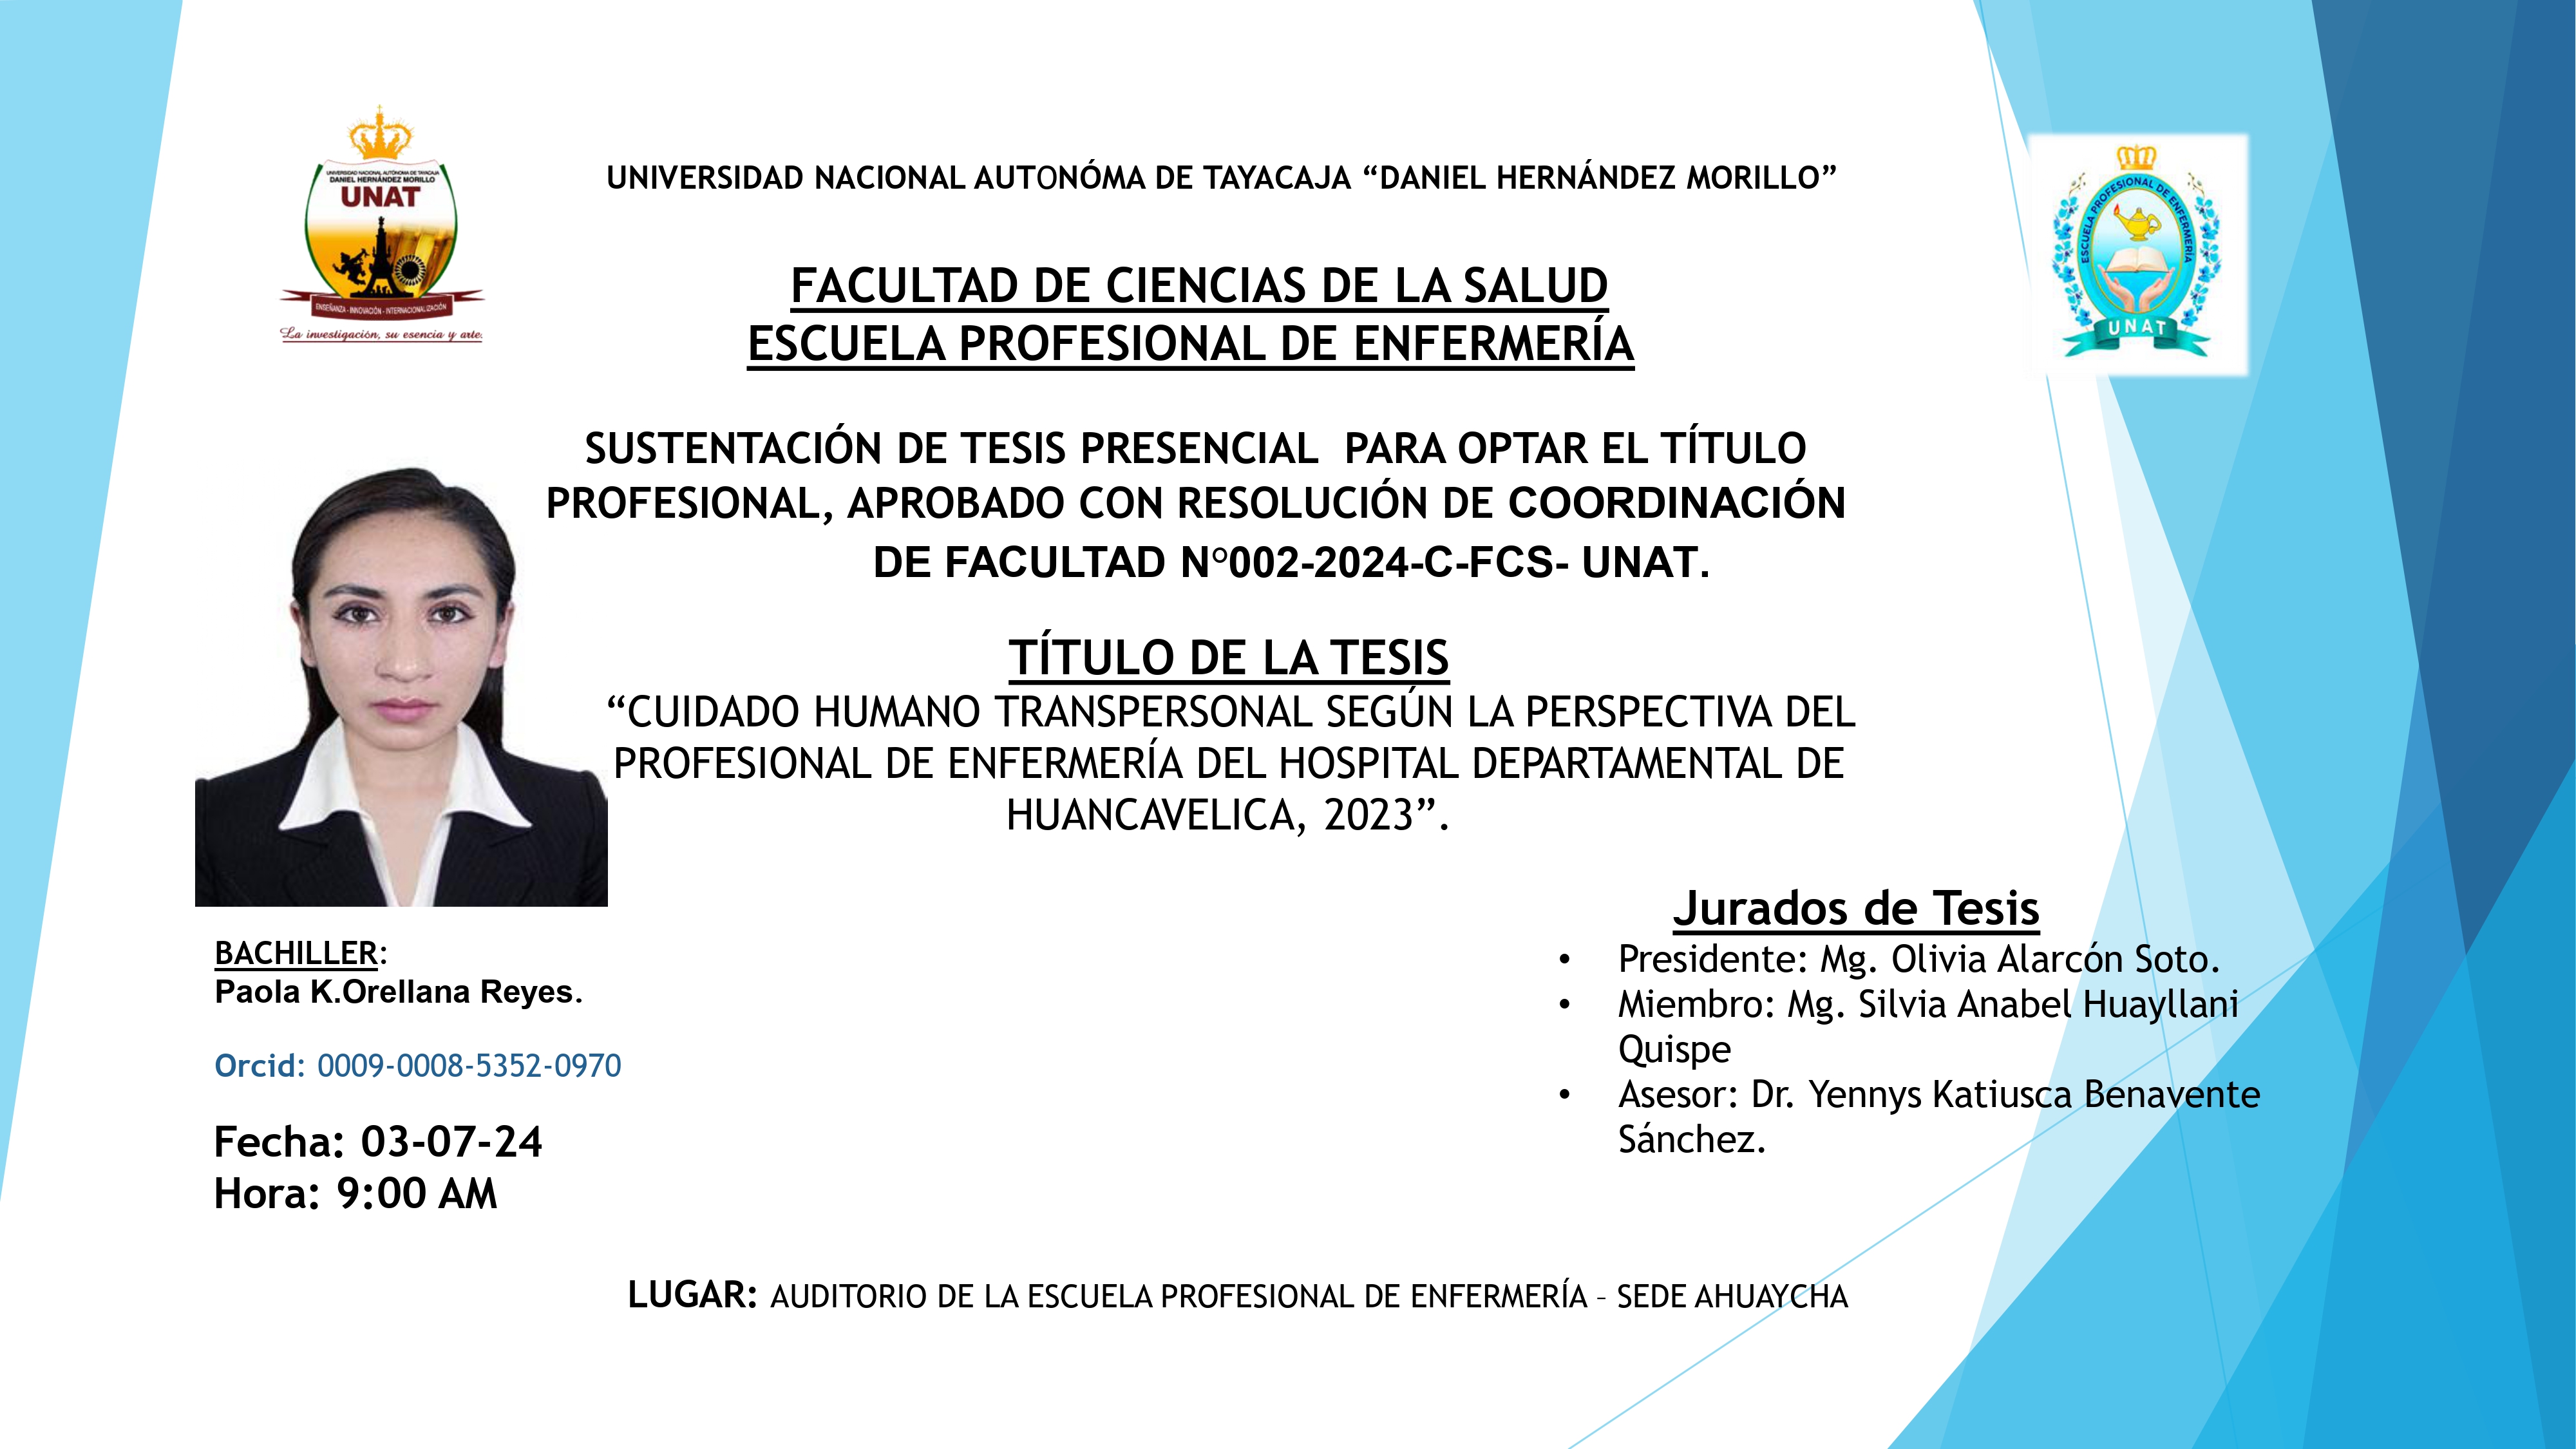 UNIVERSIDAD NACIONAL AUTÓNOMA DE TAYACAJA
DANIEL HERNÁNDEZ MORILLO
UNAT
ENSEÑANZA - INNOVACIÓN - INTERNACIONALIZACIÓN
La investigación, su esencia y arte.
UNIVERSIDAD NACIONAL AUTONÓMA DE TAYACAJA “DANIEL HERNÁNDEZ MORILLO”
ESCUELA PROFESIONAL DE ENFERMERÍA
UNAT
FACULTAD DE CIENCIAS DE LA SALUD
ESCUELA PROFESIONAL DE ENFERMERÍA
SUSTENTACIÓN DE TESIS PRESENCIAL  PARA OPTAR EL TÍTULO
PROFESIONAL, APROBADO CON RESOLUCIÓN DE COORDINACIÓN
DE FACULTAD Nº002-2024-C-FCS- UNAT.
TÍTULO DE LA TESIS
“CUIDADO HUMANO TRANSPERSONAL SEGÚN LA PERSPECTIVA DEL
PROFESIONAL DE ENFERMERÍA DEL HOSPITAL DEPARTAMENTAL DE
HUANCAVELICA, 2023”.
BACHILLER:
Paola K.Orellana Reyes.
Orcid: 0009-0008-5352-0970
Fecha: 03-07-24
Hora: 9:00 AM
Jurados de Tesis
• Presidente: Mg. Olivia Alarcón Soto.
• Miembro: Mg. Silvia Anabel Huayllani
Quispe
• Asesor: Dr. Yennys Katiusca Benavente
Sánchez.
LUGAR: AUDITORIO DE LA ESCUELA PROFESIONAL DE ENFERMERÍA – SEDE AHUAYCHA